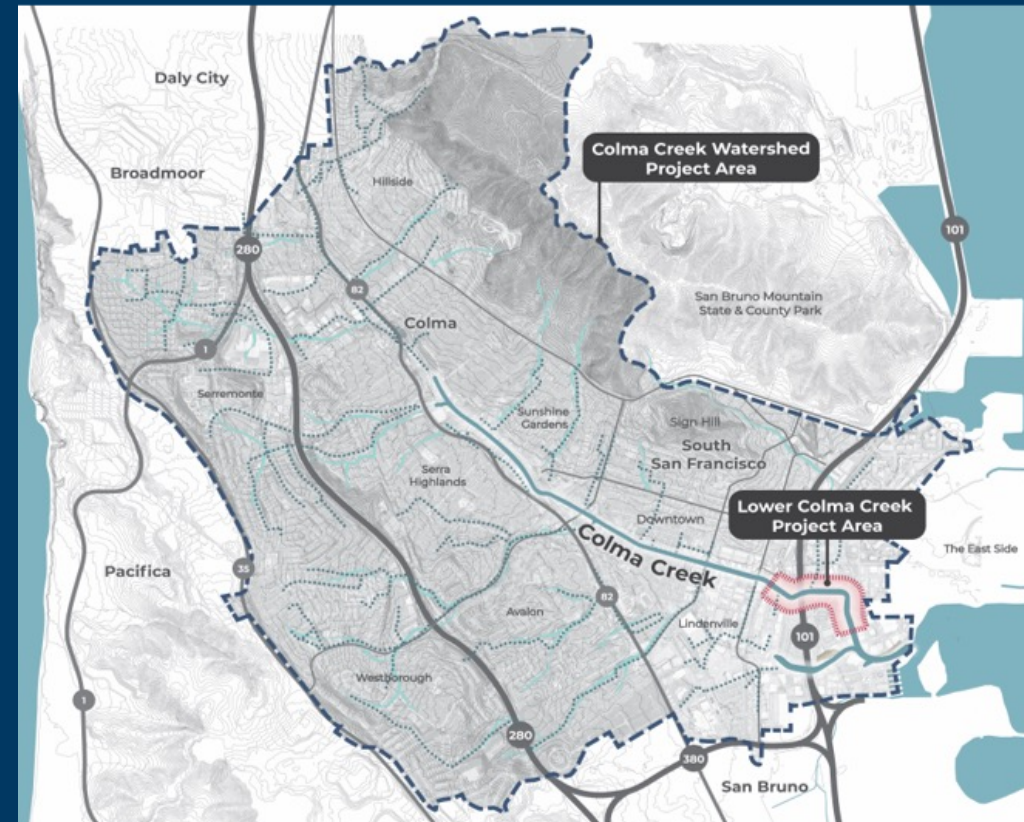 Daly City
Broadmoor
Colma Creek Watershed
Project Area
Hillside
101
280
82
San Bruno Mountain
State & County Park
Colma
1
Serremonte
Sunshine
Gardens
Sign Hill
South
San Francisco
Serra
Highlands
Lower Colma Creek
Project Area
Downtown
Colma Creek
The East Side
Pacifica
35
82
Avalon
Lindenville
101
Westborough
1
280
380
San Bruno